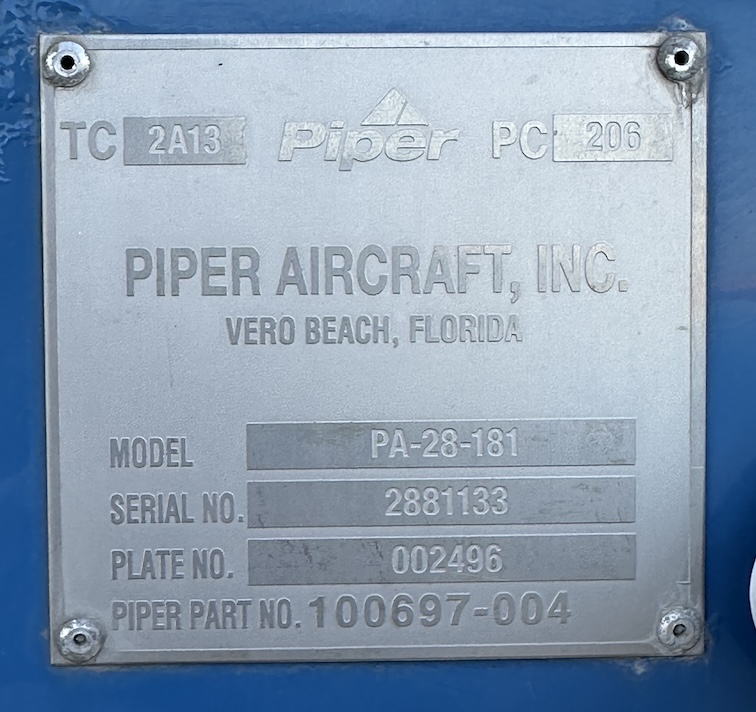 TC 2A13 Piper PC 206
PIPER AIRCRAFT, INC.
VERO BEACH, FLORIDA
MODEL PA-28-181
SERIAL NO. 2881133
PLATE NO. 002496
PIPER PART NO. 100697-004